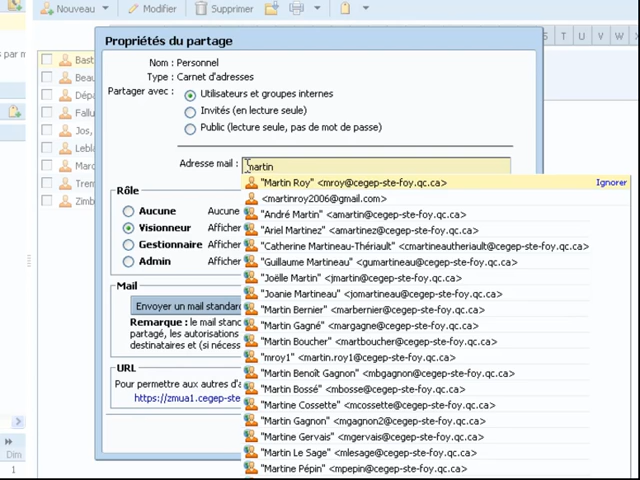 Nouveau Modifier Supprimer
Propriétés du partage
Nom : Personnel
Type : Carnet d'adresses
Partager avec : Utilisateurs et groupes internes
Invités (en lecture seule)
Public (lecture seule, pas de mot de passe)
Adresse mail : martin
"Martin Roy" <mroy@cegep-ste-foy.qc.ca> Ignorer
<martinroy2006@gmail.com>
"André Martin" <amartin@cegep-ste-foy.qc.ca>
"Ariel Martinez" <amartinez@cegep-ste-foy.qc.ca>
"Catherine Martineau-Thériault" <cmartineautheriault@cegep-ste-foy.qc.ca>
"Guillaume Martineau" <gumartineau@cegep-ste-foy.qc.ca>
"Joëlle Martin" <jmartin@cegep-ste-foy.qc.ca>
"Joanie Martineau" <jomartineau@cegep-ste-foy.qc.ca>
"Martin Bernier" <marbernier@cegep-ste-foy.qc.ca>
"Martin Gagné" <margagne@cegep-ste-foy.qc.ca>
"Martin Boucher" <martboucher@cegep-ste-foy.qc.ca>
"mroy1" <martin.roy1@cegep-ste-foy.qc.ca>
"Martin Benoît Gagnon" <mbgagnon@cegep-ste-foy.qc.ca>
"Martin Bossé" <mbosse@cegep-ste-foy.qc.ca>
"Martine Cossette" <mcossette@cegep-ste-foy.qc.ca>
"Martin Gagnon" <mgagnon2@cegep-ste-foy.qc.ca>
"Martine Gervais" <mgervais@cegep-ste-foy.qc.ca>
"Martin Le Sage" <mlesage@cegep-ste-foy.qc.ca>
"Martine Pépin" <mpepin@cegep-ste-foy.qc.ca>
Rôle
Aucune Aucune
Visionneur Afficher
Gestionnaire Afficher
Admin Afficher
Mail
Envoyer un mail standard
Remarque : le mail stan
partagé, les autorisations
destinataires et (si nécess
URL
Pour permettre aux autres d'a
https://zmua1.cegep-ste
Bast
Beau
Dépa
Fallu
Jos,
Lebla
Marc
Trem
Zimb
s par m
T U V W X Y Z
Dim
1